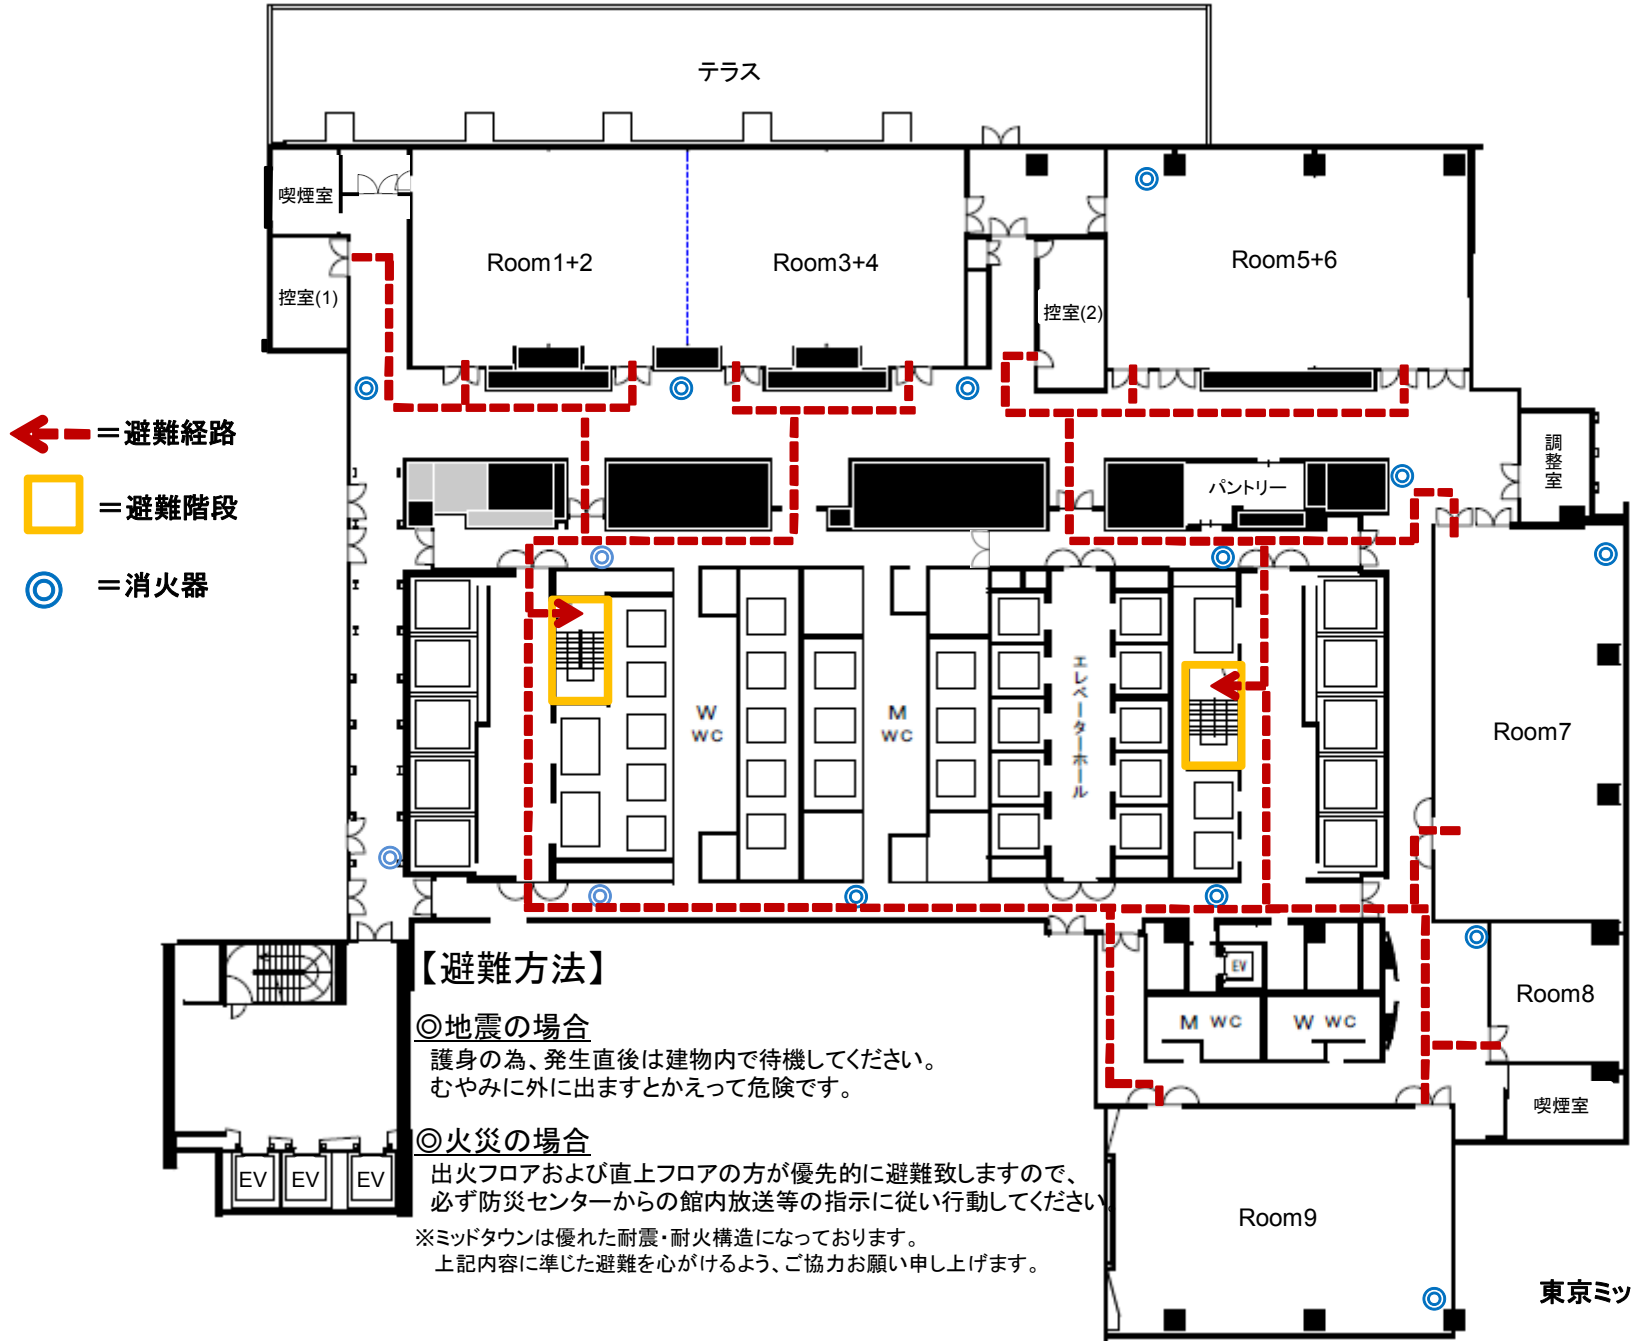 テラス
喫煙室
Room1+2
Room3+4
Room5+6
控室(1)
控室(2)
＝避難経路
＝避難階段
＝消火器
調整室
パントリー
W WC
M WC
エレベーターホール
Room7
【避難方法】
EV
Room8
M WC
W WC
◎地震の場合
護身の為、発生直後は建物内で待機してください。
むやみに外に出ますとかえって危険です。
喫煙室
◎火災の場合
出火フロアおよび直上フロアの方が優先的に避難致しますので、
必ず防災センターからの館内放送等の指示に従い行動してください
EV EV EV
Room9
※ミッドタウンは優れた耐震・耐火構造になっております。
上記内容に準じた避難を心がけるよう、ご協力お願い申し上げます。
東京ミッ